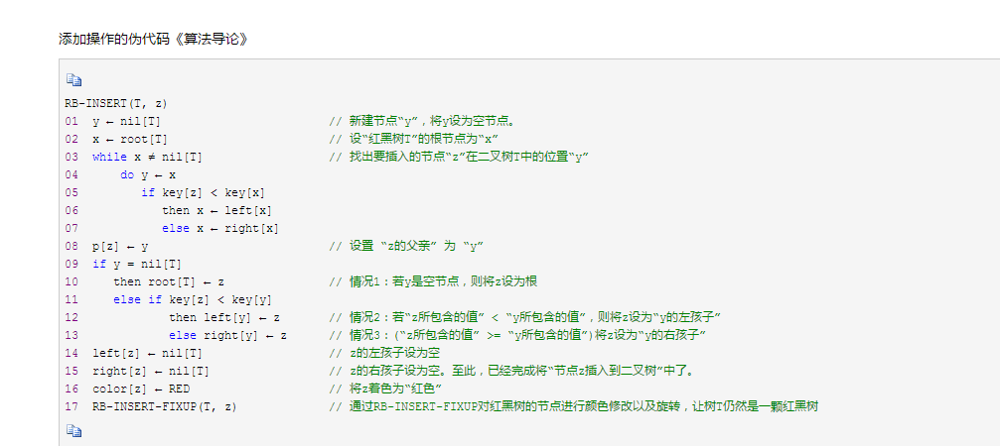 添加操作的伪代码《算法导论》
RB-INSERT(T, z)
01  y ← nil[T]                        // 新建节点“y”，将y设为空节点。
02  x ← root[T]                       // 设“红黑树T”的根节点为“x”
03  while x ≠ nil[T]                  // 找出要插入的节点“z”在二叉树T中的位置“y”
04      do y ← x
05         if key[z] < key[x]
06            then x ← left[x]
07            else x ← right[x]
08  p[z] ← y                          // 设置 “z的父亲” 为 “y”
09  if y = nil[T]
10     then root[T] ← z               // 情况1：若y是空节点，则将z设为根
11     else if key[z] < key[y]
12             then left[y] ← z       // 情况2：若“z所包含的值” < “y所包含的值”，则将z设为“y的左孩子”
13             else right[y] ← z      // 情况3：(“z所包含的值” >= “y所包含的值”)将z设为“y的右孩子”
14  left[z] ← nil[T]                  // z的左孩子设为空
15  right[z] ← nil[T]                 // z的右孩子设为空。至此，已经完成将“节点z插入到二叉树”中了。
16  color[z] ← RED                    // 将z着色为“红色”
17  RB-INSERT-FIXUP(T, z)             // 通过RB-INSERT-FIXUP对红黑树的节点进行颜色修改以及旋转，让树T仍然是一颗红黑树